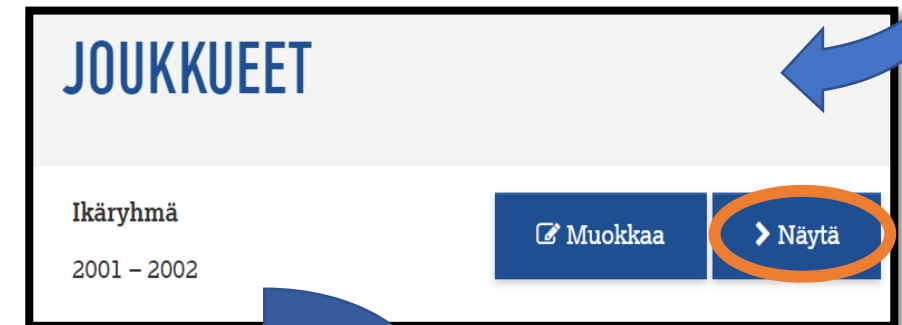 JOUKKUEET
Ikäryhmä
Muokkaa
Näytä
2001 – 2002